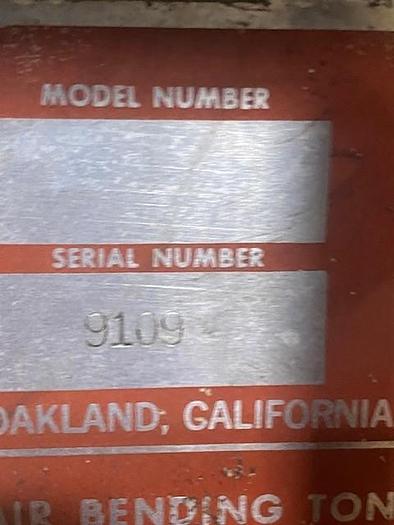 MODEL NUMBER
SERIAL NUMBER
9109
OAKLAND, CALIFORNIA
AIR BENDING TON